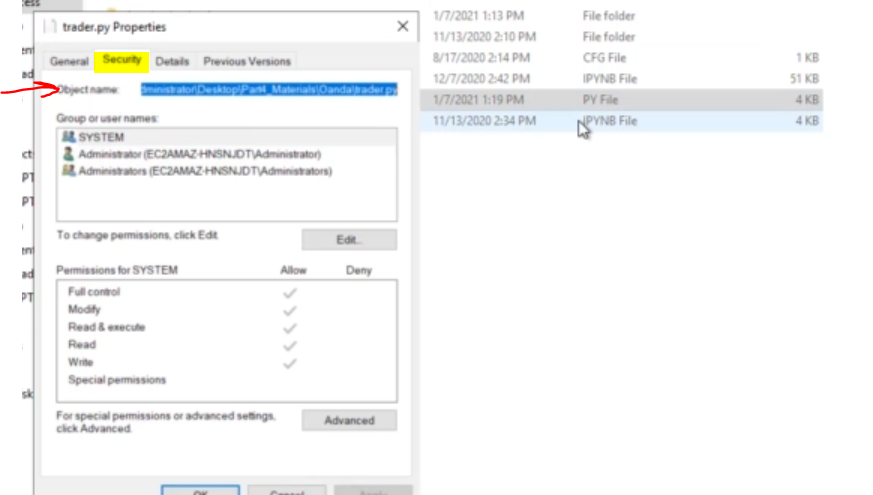 trader.py Properties
General Security Details Previous Versions
Object name: dministrator\Desktop\Part4_Materials\Oanda\trader.py
Group or user names:
SYSTEM
Administrator (EC2AMAZ-HNSNJDT\Administrator)
Administrators (EC2AMAZ-HNSNJDT\Administrators)
To change permissions, click Edit.
Edit...
Permissions for SYSTEM Allow Deny
Full control
Modify
Read & execute
Read
Write
Special permissions
For special permissions or advanced settings,
click Advanced.
Advanced
OK Cancel Apply
1/7/2021 1:13 PM File folder
11/13/2020 2:10 PM File folder
8/17/2020 2:14 PM CFG File 1 KB
12/7/2020 2:42 PM IPYNB File 51 KB
1/7/2021 1:19 PM PY File 4 KB
11/13/2020 2:34 PM IPYNB File 4 KB